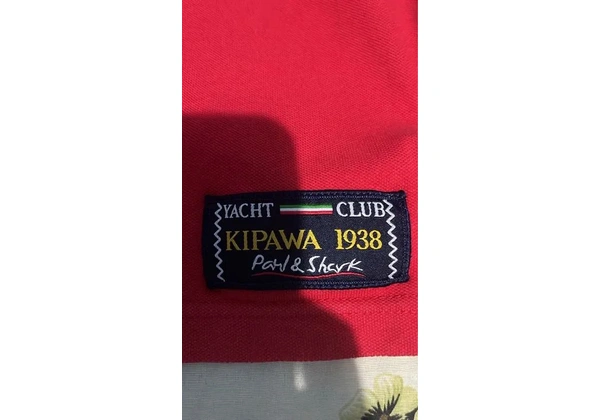 YACHT CLUB
KIPAWA 1938
Paul & Shark